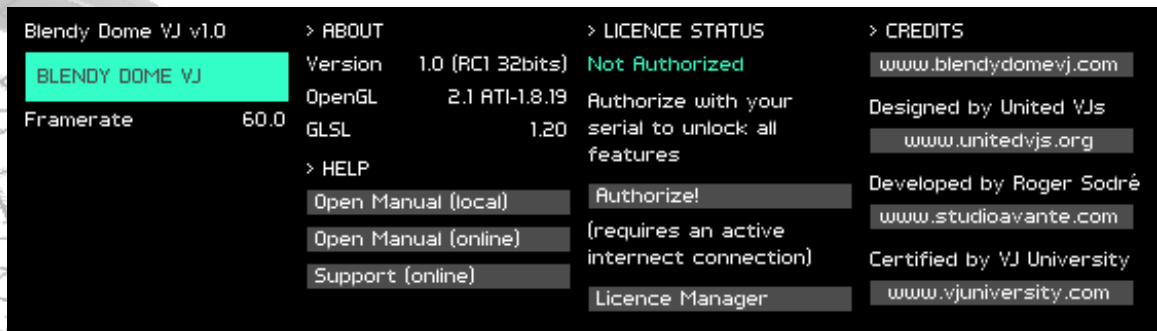 Blendy Dome VJ v1.0
BLENDY DOME VJ
Framerate 60.0
> ABOUT
Version 1.0 (RC1 32bits)
OpenGL 2.1 ATI-1.8.19
GLSL 1.20
> HELP
Open Manual (local)
Open Manual (online)
Support (online)
> LICENCE STATUS
Not Authorized
Authorize with your
serial to unlock all
features
Authorize!
(requires an active
internect connection)
Licence Manager
> CREDITS
www.blendydomevj.com
Designed by United VJs
www.unitedvjs.org
Developed by Roger Sodré
www.studioavante.com
Certified by VJ University
www.vjuniversity.com